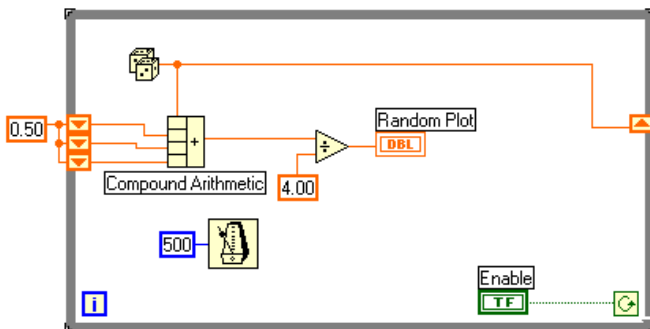 0.50
Random Plot
DBL
+
÷
Compound Arithmetic
4.00
500
Enable
TF
i